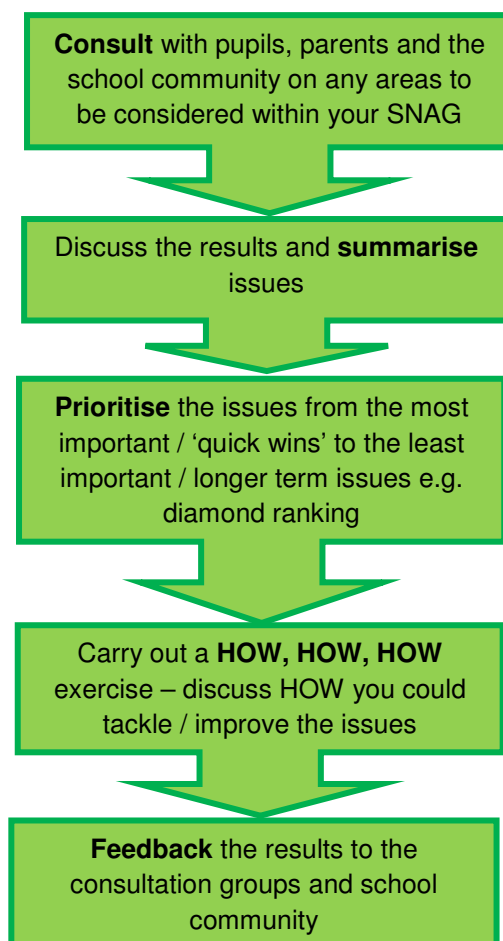 Consult with pupils, parents and the
school community on any areas to
be considered within your SNAG
Discuss the results and summarise
issues
Prioritise the issues from the most
important / ‘quick wins’ to the least
important / longer term issues e.g.
diamond ranking
Carry out a HOW, HOW, HOW
exercise – discuss HOW you could
tackle / improve the issues
Feedback the results to the
consultation groups and school
community